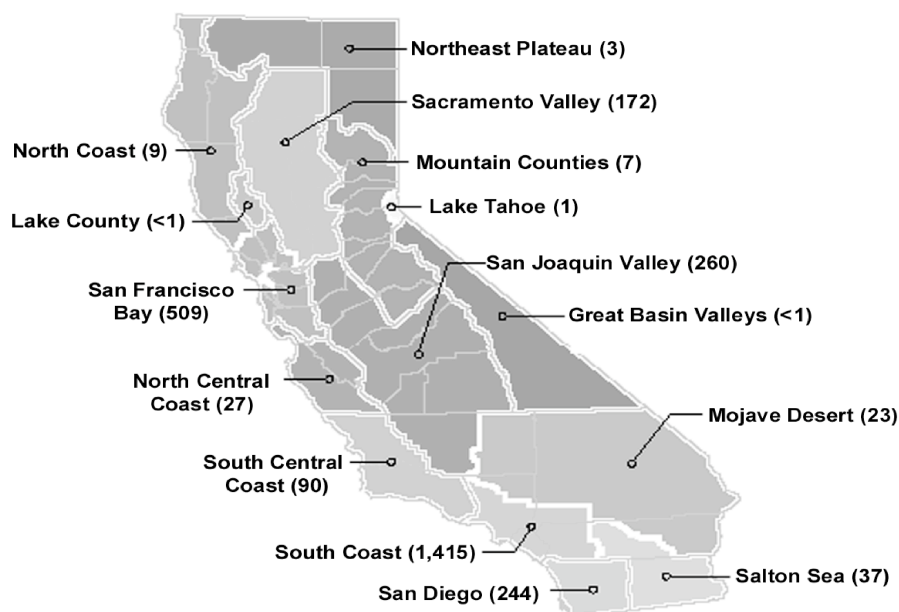 Northeast Plateau (3)
Sacramento Valley (172)
North Coast (9)
Mountain Counties (7)
Lake Tahoe (1)
Lake County (<1)
San Joaquin Valley (260)
San Francisco
Bay (509)
Great Basin Valleys (<1)
North Central
Coast (27)
Mojave Desert (23)
South Central
Coast (90)
South Coast (1,415)
Salton Sea (37)
San Diego (244)